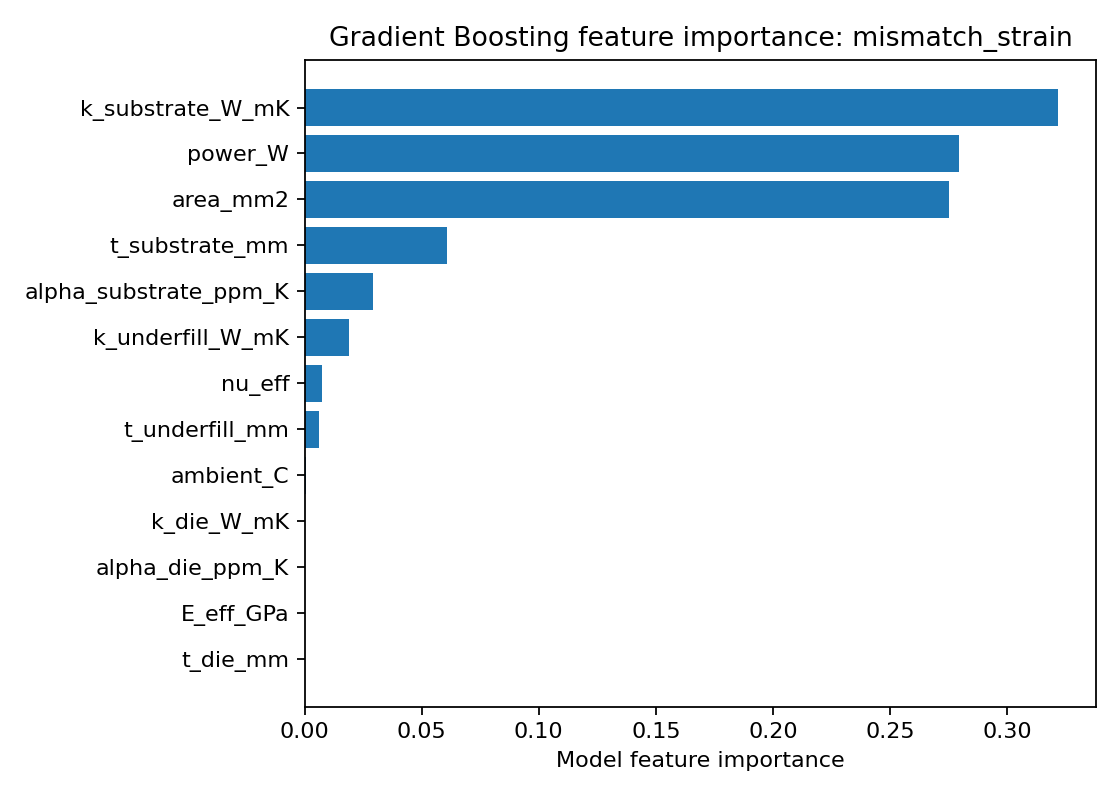 Gradient Boosting feature importance: mismatch_strain
k_substrate_W_mK
power_W
area_mm2
t_substrate_mm
alpha_substrate_ppm_K
k_underfill_W_mK
nu_eff
t_underfill_mm
ambient_C
k_die_W_mK
alpha_die_ppm_K
E_eff_GPa
t_die_mm
0.00 0.05 0.10 0.15 0.20 0.25 0.30
Model feature importance